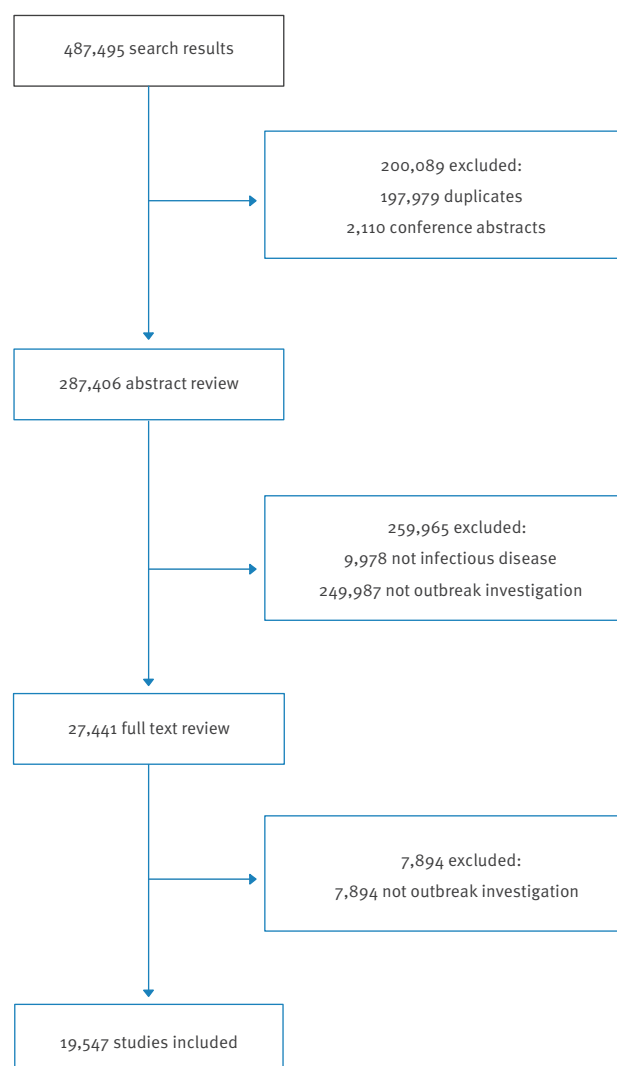 487,495 search results
200,089 excluded:
197,979 duplicates
2,110 conference abstracts
287,406 abstract review
259,965 excluded:
9,978 not infectious disease
249,987 not outbreak investigation
27,441 full text review
7,894 excluded:
7,894 not outbreak investigation
19,547 studies included